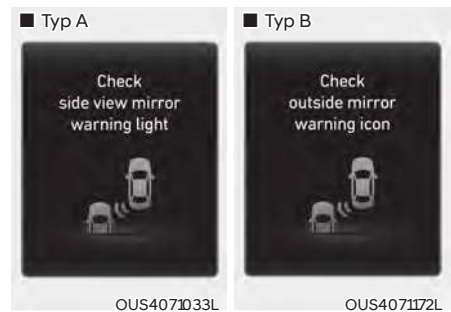 ■ Typ A
Check
side view mirror
warning light
OUS4071033L
■ Typ B
Check
outside mirror
warning icon
OUS4071172L